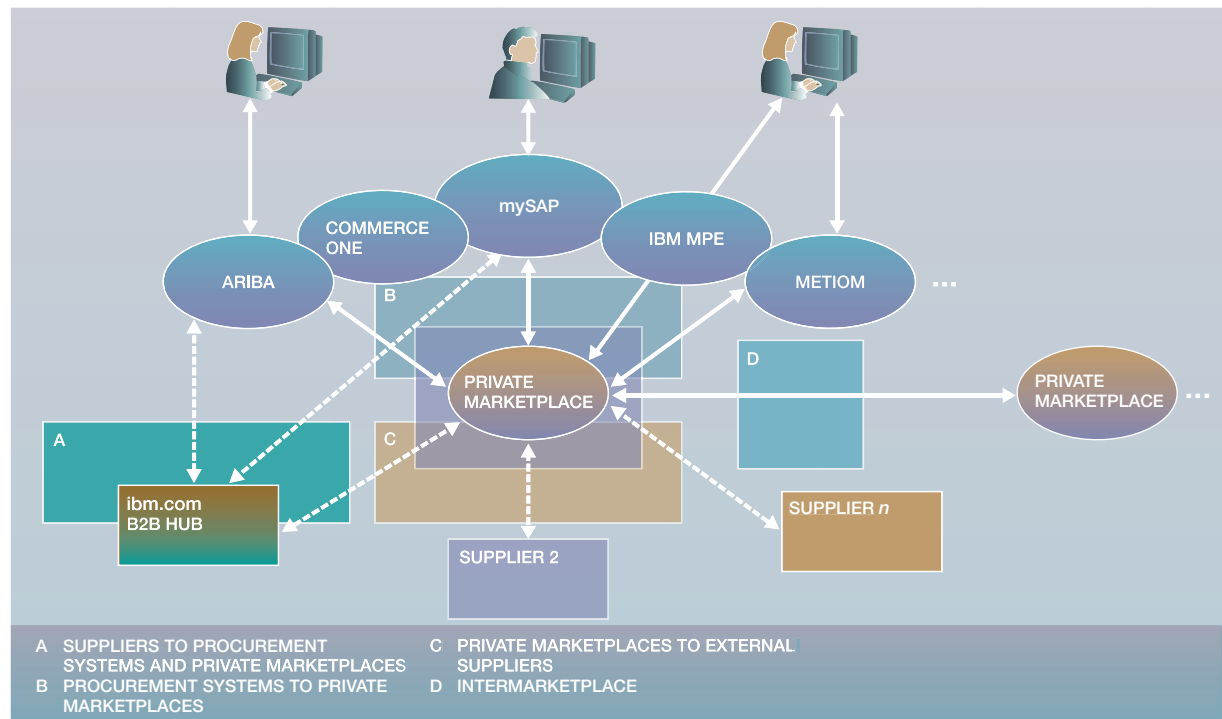 mySAP
COMMERCE
ONE
IBM MPE
ARIBA
METIOM
...
B
D
PRIVATE
MARKETPLACE
PRIVATE
MARKETPLACE
...
A
C
ibm.com
B2B HUB
SUPPLIER n
SUPPLIER 2
A SUPPLIERS TO PROCUREMENT
SYSTEMS AND PRIVATE MARKETPLACES
B PROCUREMENT SYSTEMS TO PRIVATE
MARKETPLACES
C PRIVATE MARKETPLACES TO EXTERNAL
SUPPLIERS
D INTERMARKETPLACE